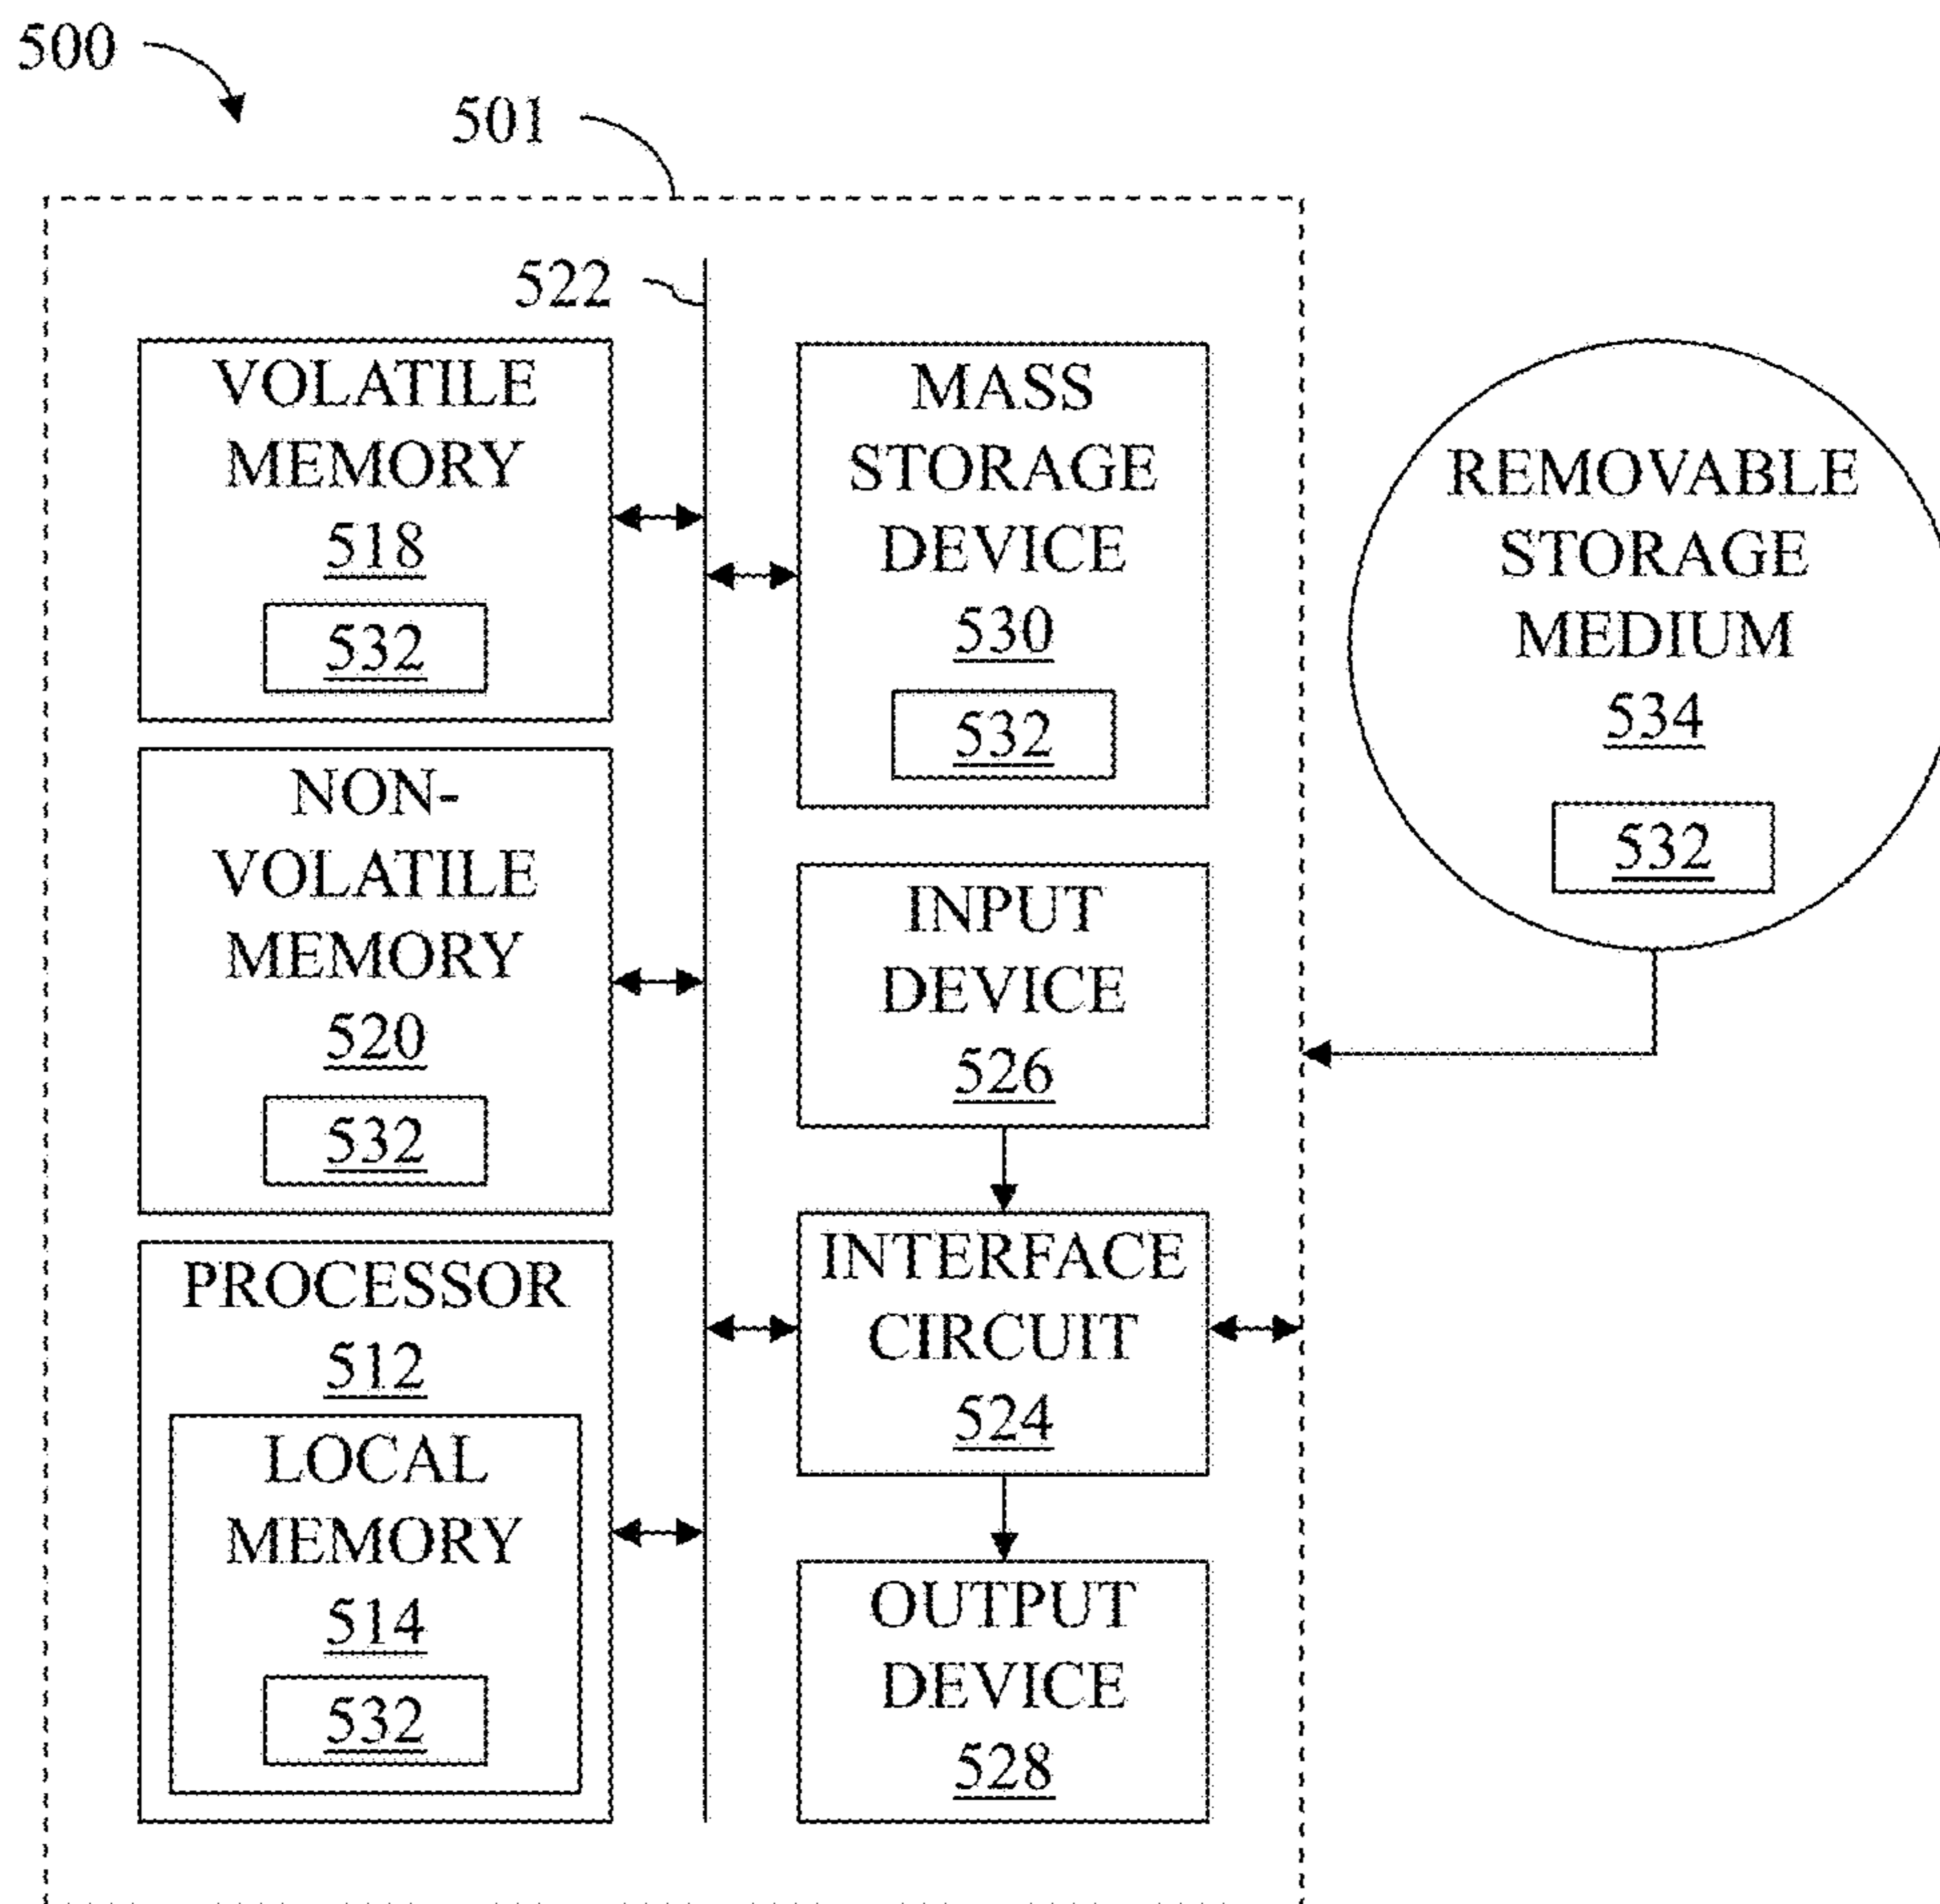 500
501
522
VOLATILE
MEMORY
518
532
NON-
VOLATILE
MEMORY
520
532
PROCESSOR
512
LOCAL
MEMORY
514
532
MASS
STORAGE
DEVICE
530
532
INPUT
DEVICE
526
INTERFACE
CIRCUIT
524
OUTPUT
DEVICE
528
REMOVABLE
STORAGE
MEDIUM
534
532